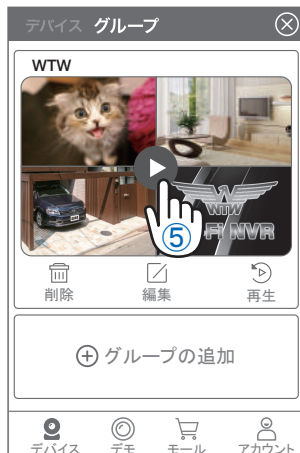 デバイス グループ
WTW
WTW
Fi NVR
⑤
削除 編集 再生
グループの追加
デバイス デモ モール アカウント